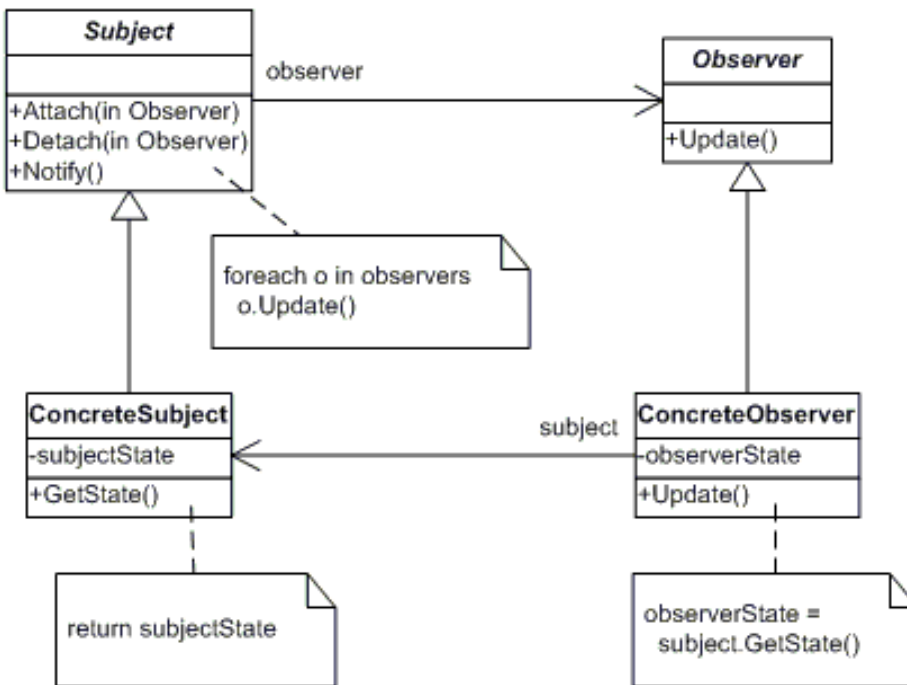 Subject
observer
Observer
+Attach(in Observer)
+Detach(in Observer)
+Notify()
+Update()
foreach o in observers
o.Update()
ConcreteSubject
-subjectState
+GetState()
subject
ConcreteObserver
-observerState
+Update()
return subjectState
observerState =
subject.GetState()